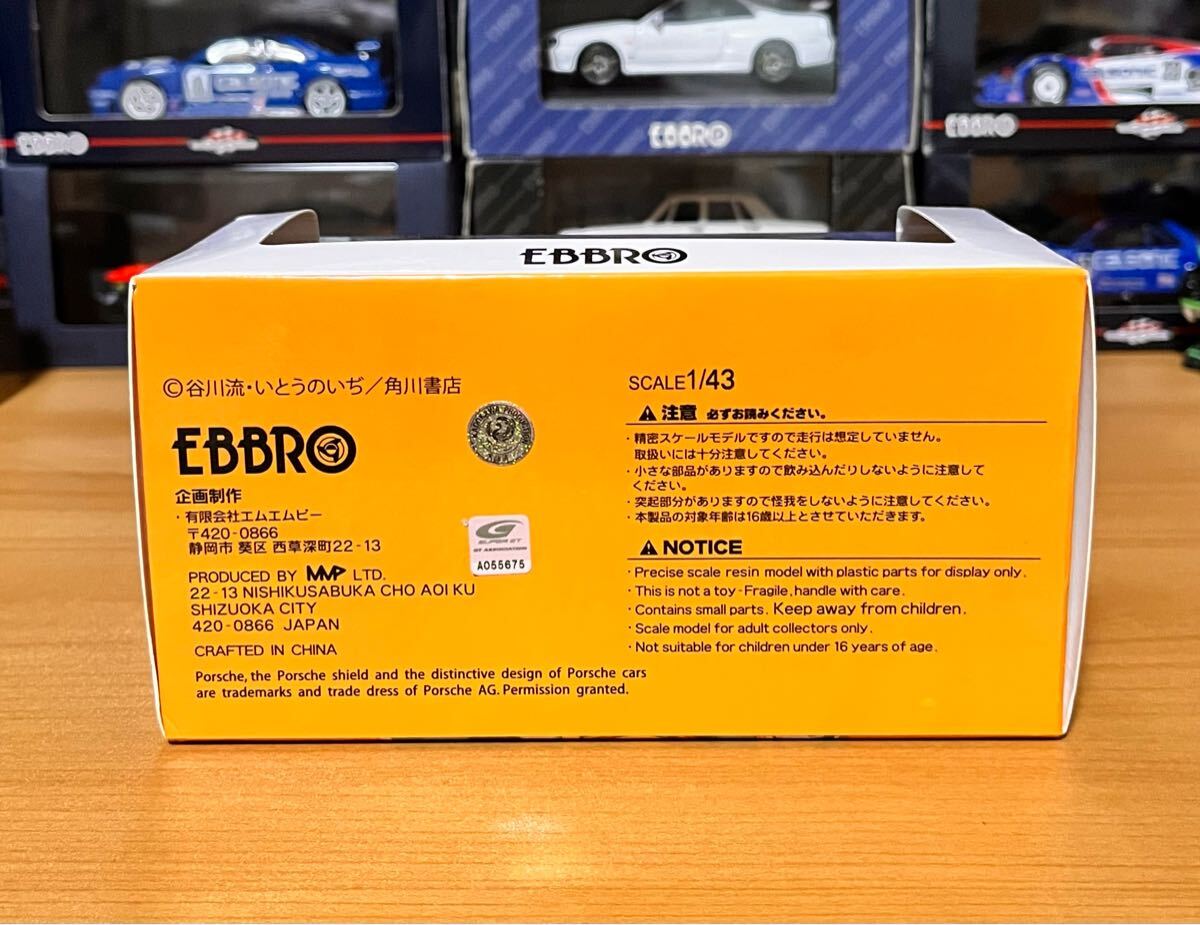 EBBRO
EBBRO
EBBRO
CALSONIC
EBBRO
©谷川流・いとうのいぢ／角川書店
EBBRO
企画制作
・有限会社エムエムピー
〒420-0866
静岡市 葵区 西草深町22-13
PRODUCED BY MMP LTD.
22-13 NISHIKUSABUKA CHO AOI KU
SHIZUOKA CITY
420-0866 JAPAN
CRAFTED IN CHINA
Porsche, the Porsche shield and the distinctive design of Porsche cars
are trademarks and trade dress of Porsche AG. Permission granted.
SUPER GT
GT ASSOCIATION
A055675
SCALE 1/43
⚠ 注意 必ずお読みください。
・精密スケールモデルですので走行は想定していません。
取扱いには十分注意してください。
・小さな部品がありますので飲み込んだりしないように注意して
ください。
・突起部分がありますので怪我をしないように注意してください。
・本製品の対象年齢は16歳以上とさせていただきます。
⚠ NOTICE
・Precise scale resin model with plastic parts for display only.
・This is not a toy-Fragile, handle with care.
・Contains small parts. Keep away from children.
・Scale model for adult collectors only.
・Not suitable for children under 16 years of age.